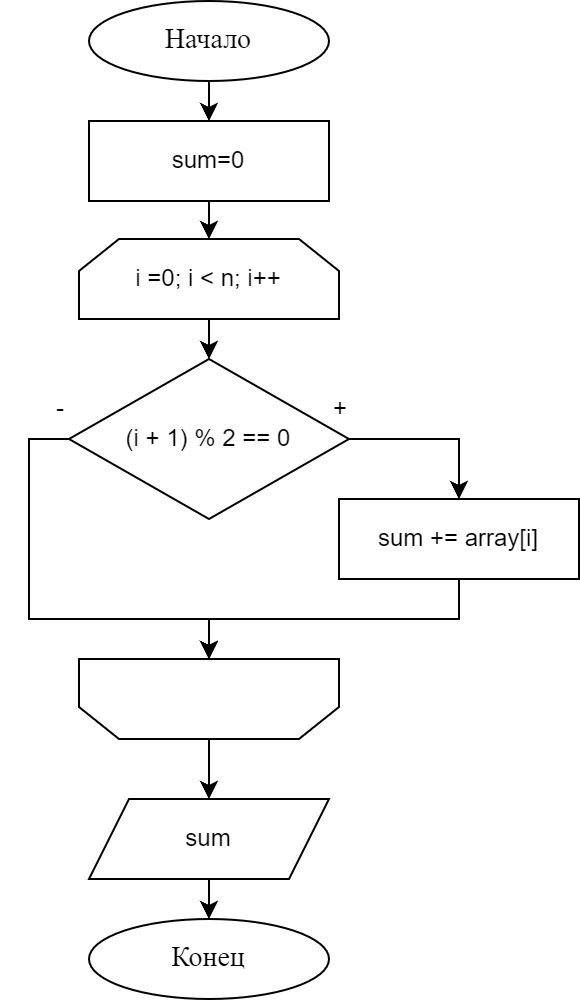 Начало
sum=0
i =0; i < n; i++
-
+
(i + 1) % 2 == 0
sum += array[i]
sum
Конец